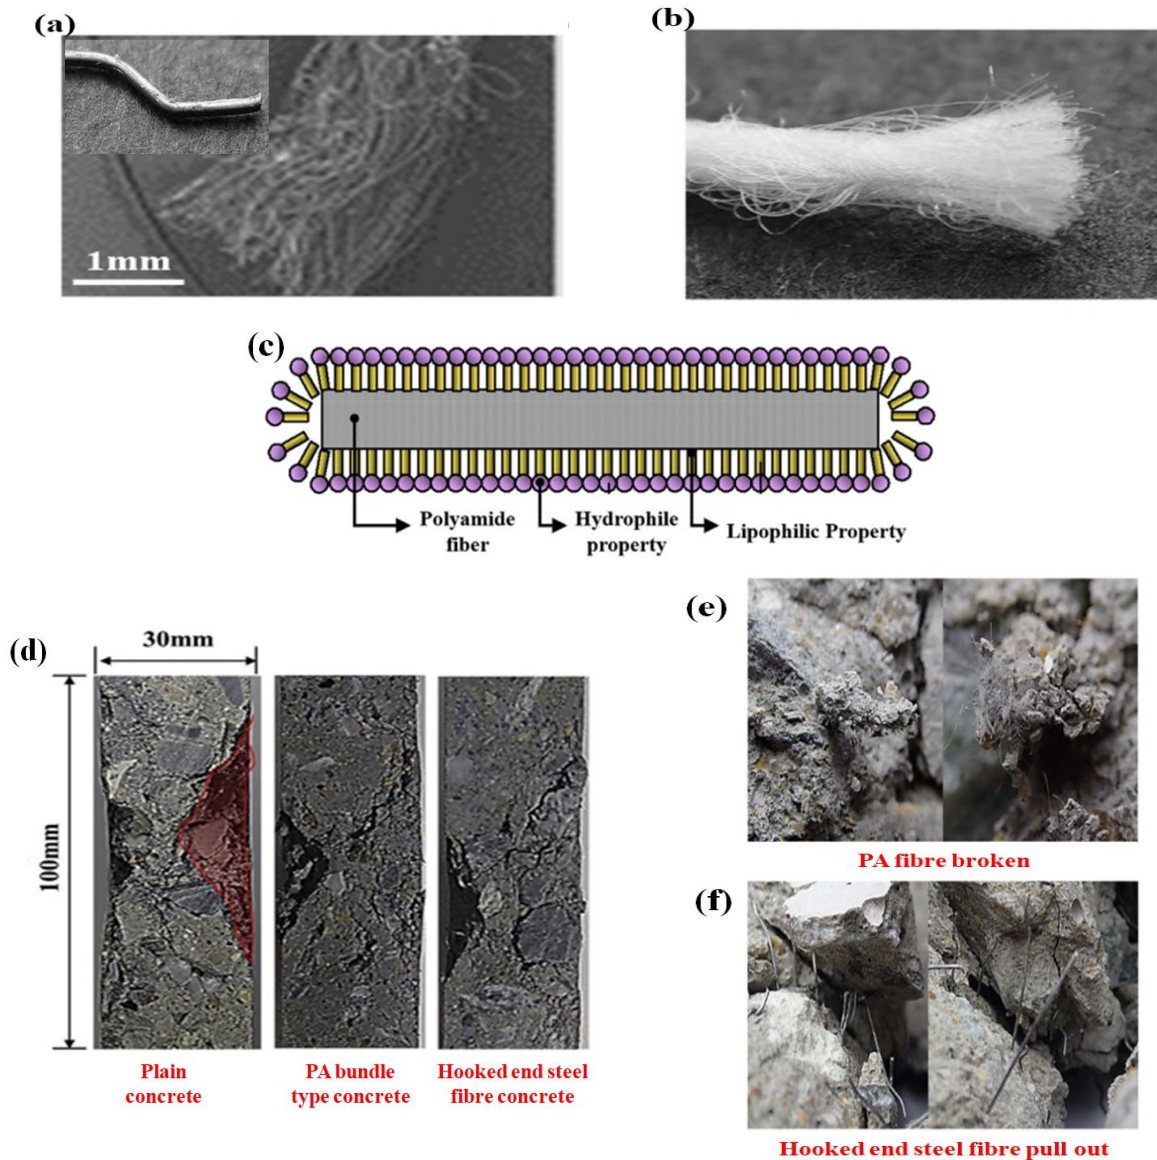 (a)
(b)
1mm
(c)
Polyamide
fiber
Hydrophile
property
Lipophilic Property
(d)
30mm
100mm
Plain
concrete
PA bundle
type concrete
Hooked end steel
fibre concrete
(e)
PA fibre broken
(f)
Hooked end steel fibre pull out